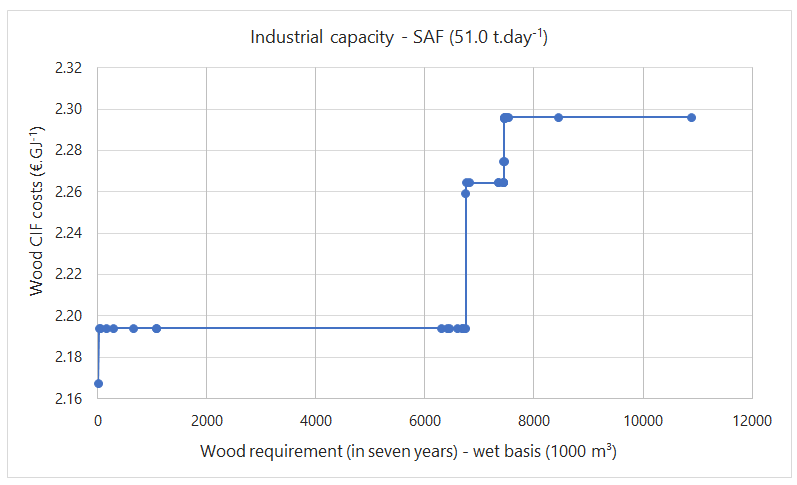 Industrial capacity - SAF (51.0 t.day⁻¹)
Wood CIF costs (€.GJ⁻¹)
2.32
2.30
2.28
2.26
2.24
2.22
2.20
2.18
2.16
0 2000 4000 6000 8000 10000 12000
Wood requirement (in seven years) - wet basis (1000 m³)